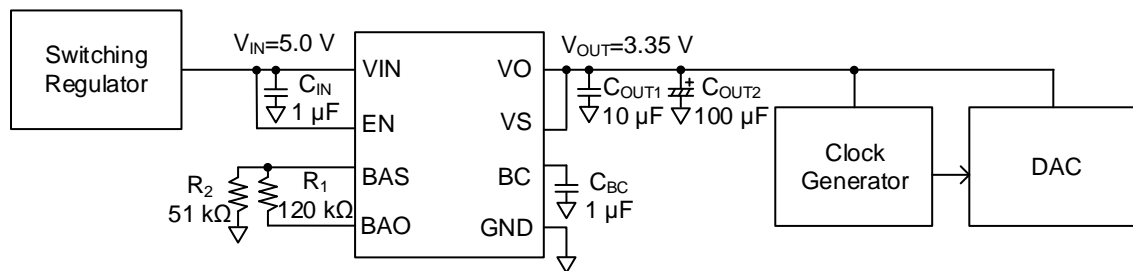 Switching
Regulator
V_IN=5.0 V
C_IN
1 µF
VIN
EN
BAS
BAO
VO
VS
BC
GND
R_2
51 kΩ
R_1
120 kΩ
V_OUT=3.35 V
C_OUT1
10 µF
+
C_OUT2
100 µF
C_BC
1 µF
Clock
Generator
DAC